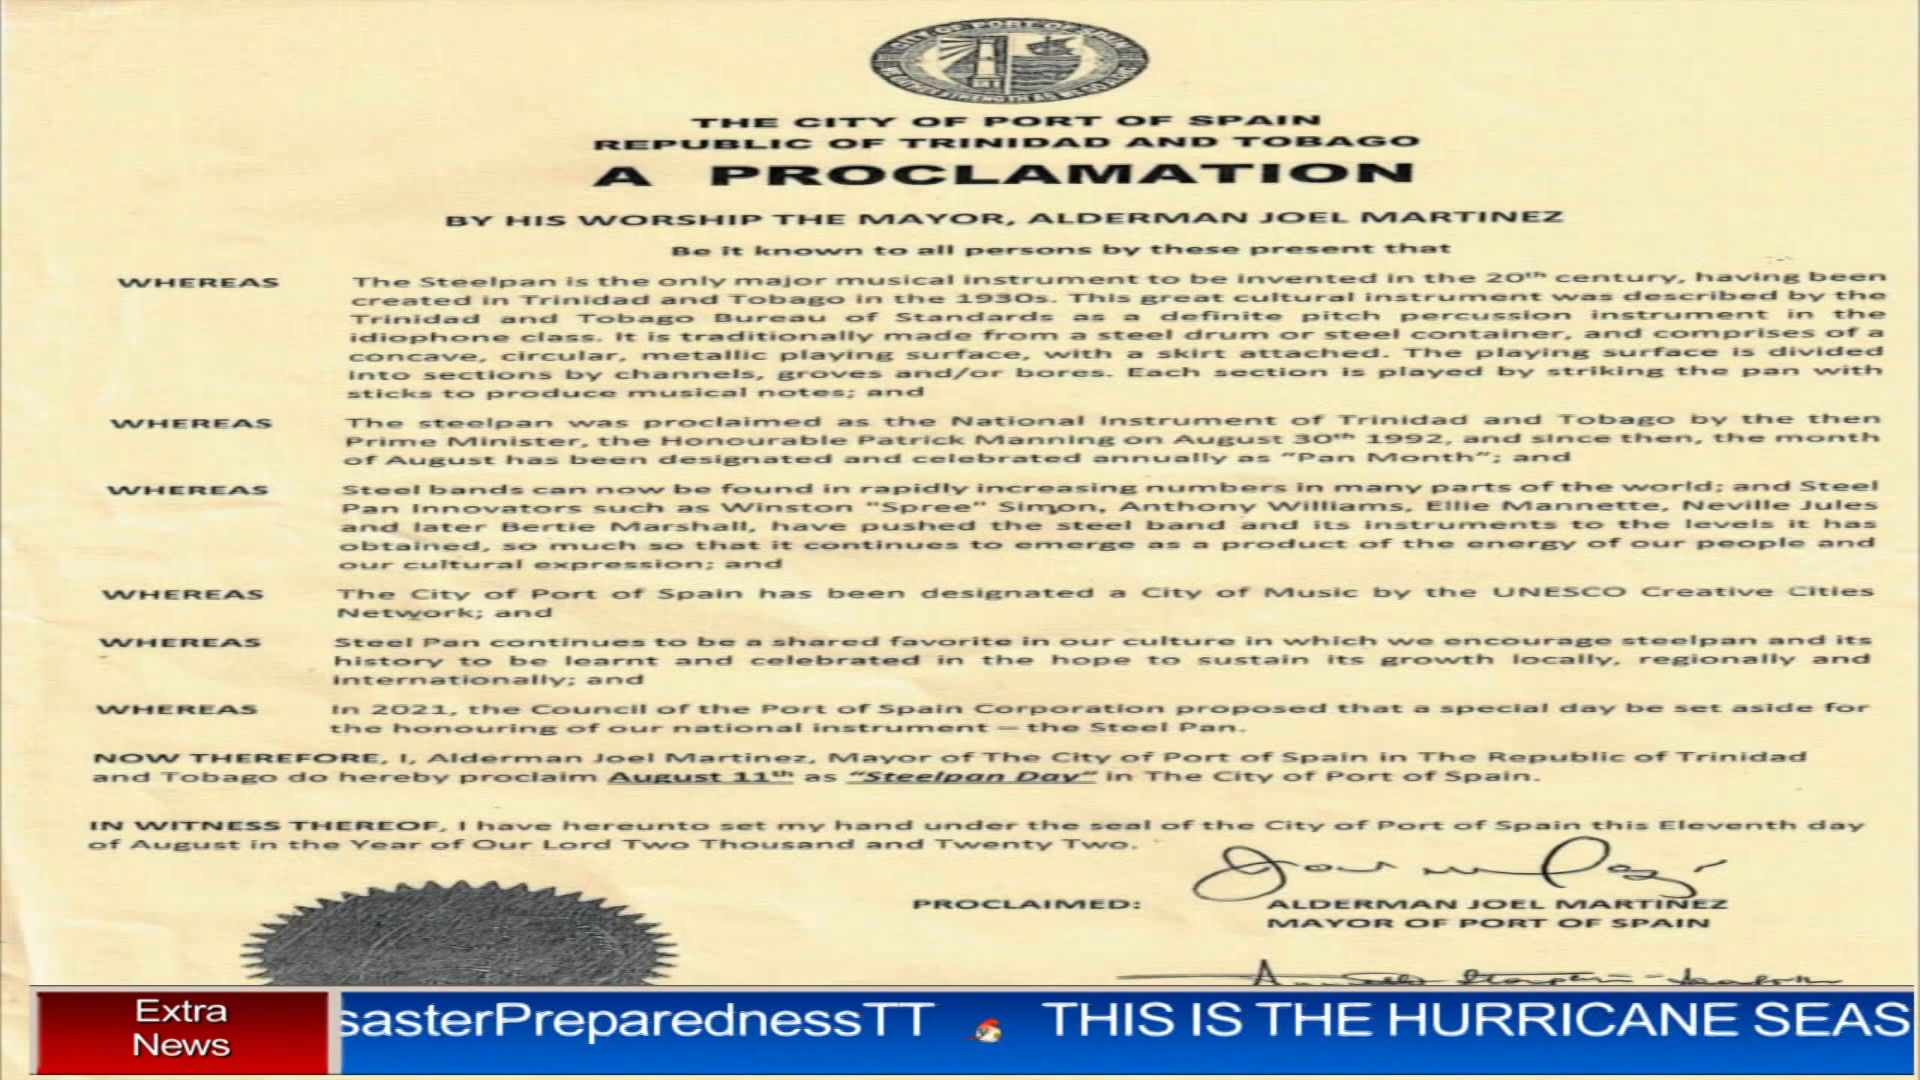 CITY OF PORT OF SPAIN
THE CITY OF PORT OF SPAIN
REPUBLIC OF TRINIDAD AND TOBAGO
A PROCLAMATION
BY HIS WORSHIP THE MAYOR, ALDERMAN JOEL MARTINEZ
Be it known to all persons by these present that
WHEREAS The Steelpan is the only major musical instrument to be invented in the 20th century, having been
created in Trinidad and Tobago in the 1930s. This great cultural instrument was described by the
Trinidad and Tobago Bureau of Standards as a definite pitch percussion instrument in the
idiophone class. It is traditionally made from a steel drum or steel container, and comprises of a
concave, circular, metallic playing surface, with a skirt attached. The playing surface is divided
into sections by channels, groves and/or bores. Each section is played by striking the pan with
sticks to produce musical notes; and
WHEREAS The steelpan was proclaimed as the National Instrument of Trinidad and Tobago by the then
Prime Minister, the Honourable Patrick Manning on August 30th 1992, and since then, the month
of August has been designated and celebrated annually as "Pan Month"; and
WHEREAS Steel bands can now be found in rapidly increasing numbers in many parts of the world; and Steel
Pan Innovators such as Winston "Spree" Simon, Anthony Williams, Ellie Mannette, Neville Jules
and later Bertie Marshall, have pushed the steel band and its instruments to the levels it has
obtained, so much so that it continues to emerge as a product of the energy of our people and
our cultural expression; and
WHEREAS The City of Port of Spain has been designated a City of Music by the UNESCO Creative Cities
Network; and
WHEREAS Steel Pan continues to be a shared favorite in our culture in which we encourage steelpan and its
history to be learnt and celebrated in the hope to sustain its growth locally, regionally and
internationally; and
WHEREAS In 2021, the Council of the Port of Spain Corporation proposed that a special day be set aside for
the honouring of our national instrument – the Steel Pan.
NOW THEREFORE, I, Alderman Joel Martinez, Mayor of The City of Port of Spain in The Republic of Trinidad
and Tobago do hereby proclaim August 11th as "Steelpan Day" in The City of Port of Spain.
IN WITNESS THEREOF, I have hereunto set my hand under the seal of the City of Port of Spain this Eleventh day
of August in the Year of Our Lord Two Thousand and Twenty Two.
PROCLAIMED: ALDERMAN JOEL MARTINEZ
MAYOR OF PORT OF SPAIN
Extra
News
sasterPreparednessTT THIS IS THE HURRICANE SEAS